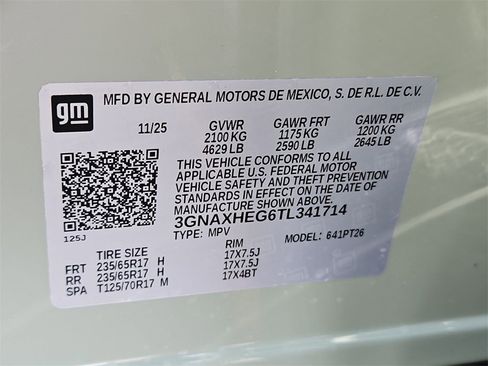 gm
MFD BY GENERAL MOTORS DE MEXICO, S. DE R.L. DE C.V.
11/25 GVWR GAWR FRT GAWR RR
2100 KG 1175 KG 1200 KG
4629 LB 2590 LB 2645 LB
THIS VEHICLE CONFORMS TO ALL
APPLICABLE U.S. FEDERAL MOTOR
VEHICLE SAFETY AND THEFT PREVENTION
STANDARDS IN EFFECT ON THE DATE OF
MANUFACTURE SHOWN ABOVE.
3GNAXHEG6TL341714
125J
TYPE: MPV MODEL: 641PT26
TIRE SIZE RIM
FRT 235/65R17 H 17X7.5J
RR 235/65R17 H 17X7.5J
SPA T125/70R17 M 17X4BT